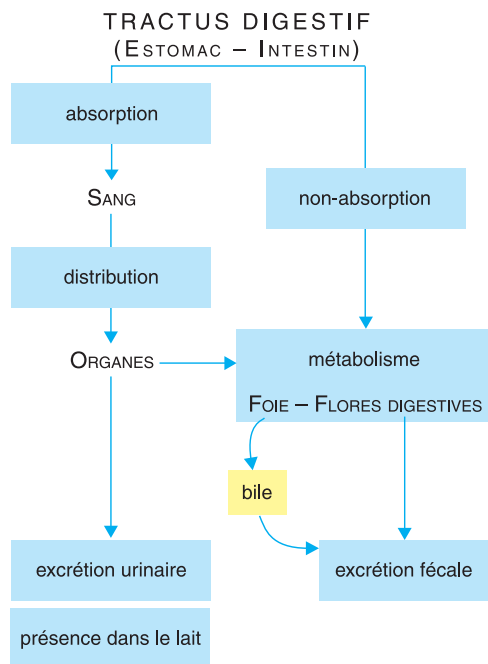 TRACTUS DIGESTIF
(ESTOMAC – INTESTIN)
absorption
SANG
non-absorption
distribution
ORGANES
métabolisme
FOIE – FLORES DIGESTIVES
bile
excrétion urinaire
excrétion fécale
présence dans le lait